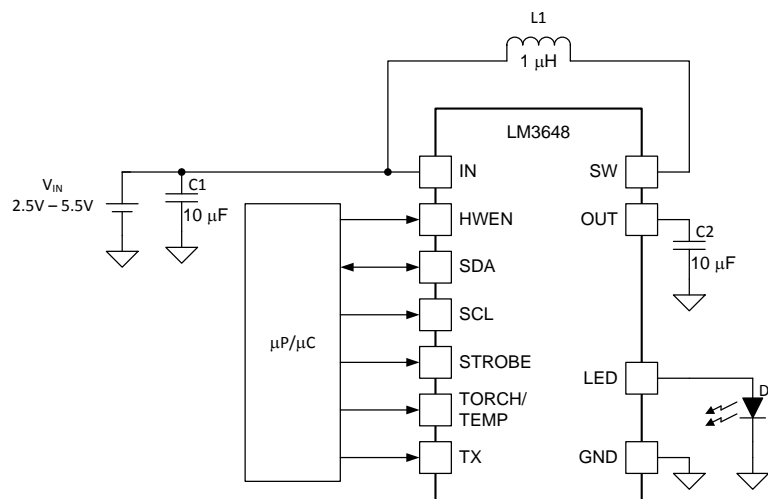 L1
1 µH
LM3648
IN
SW
VIN
2.5V – 5.5V
C1
10 µF
HWEN
OUT
C2
10 µF
SDA
SCL
µP/µC
STROBE
LED
D
TORCH/
TEMP
TX
GND